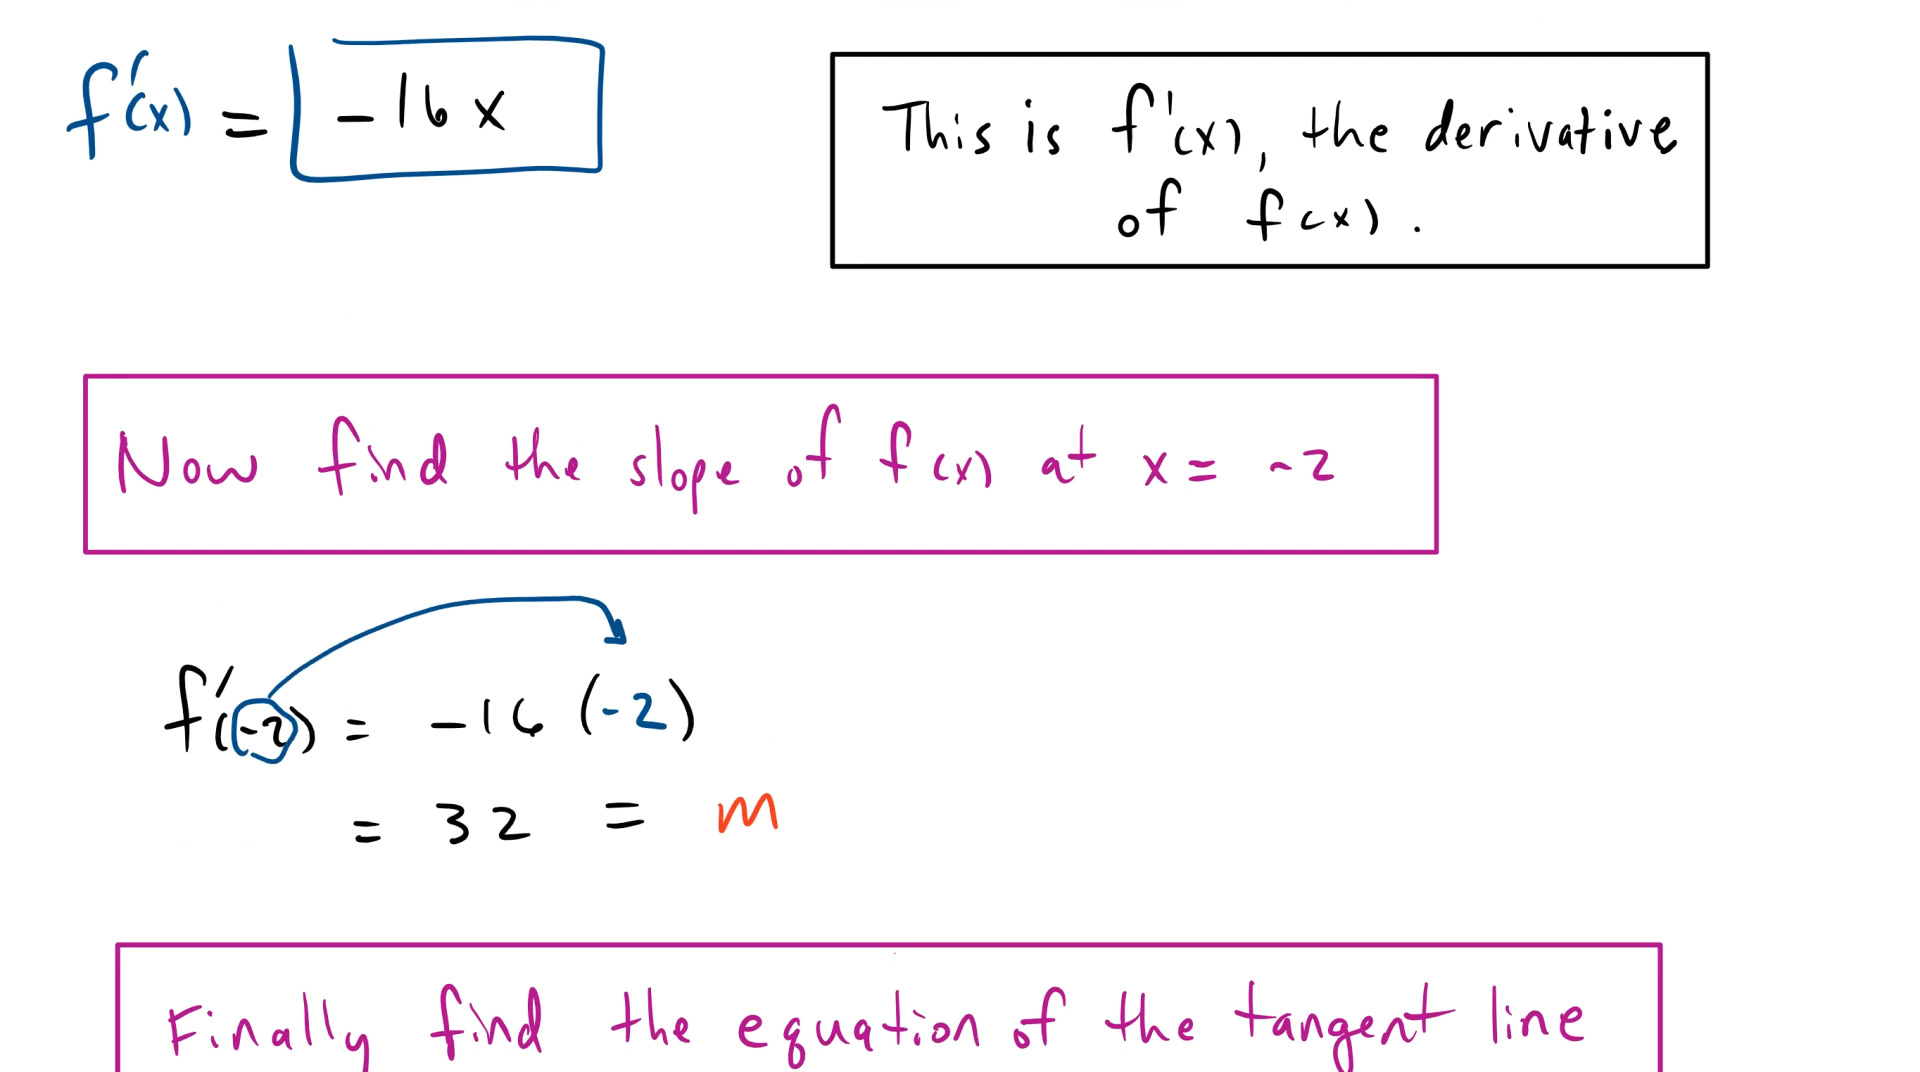 f'(x) = -16x
This is f'(x), the derivative
of f(x).
Now find the slope of f(x) at x = -2
f'(-2) = -16(-2)
= 32 = m
Finally find the equation of the tangent line